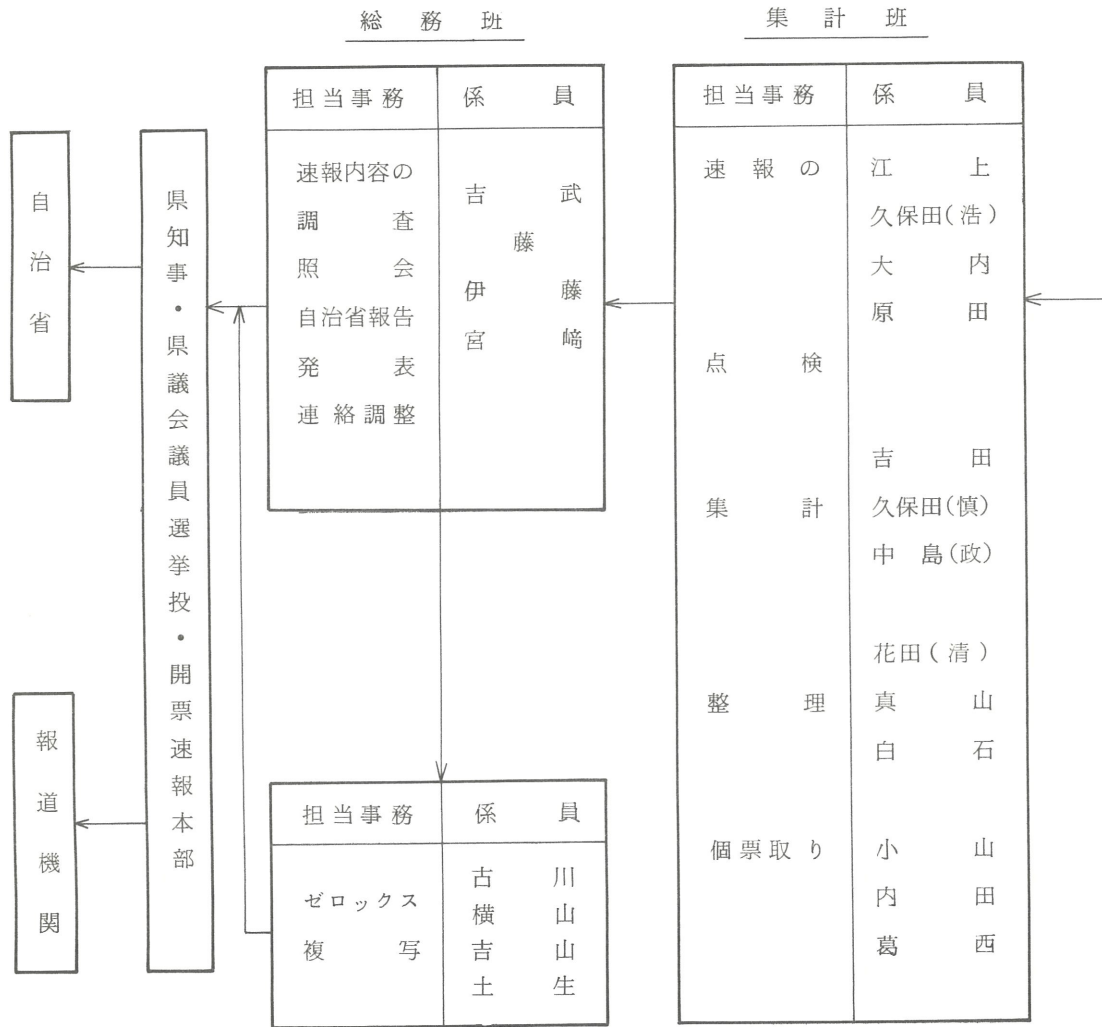 総務班
担当事務 係員
速報内容の
調査
照会
自治省報告
発表
連絡調整
吉武
藤
伊藤
宮﨑
担当事務 係員
ゼロックス
複写
古川
横山
吉山
土生
集計班
担当事務 係員
速報の
点検
江上
久保田(浩)
大内
原田
集計
吉田
久保田(慎)
中島(政)
整理
花田(清)
真山
白石
個票取り
小山
内田
葛西
県知事・県議会議員選挙投・開票速報本部
自治省
報道機関